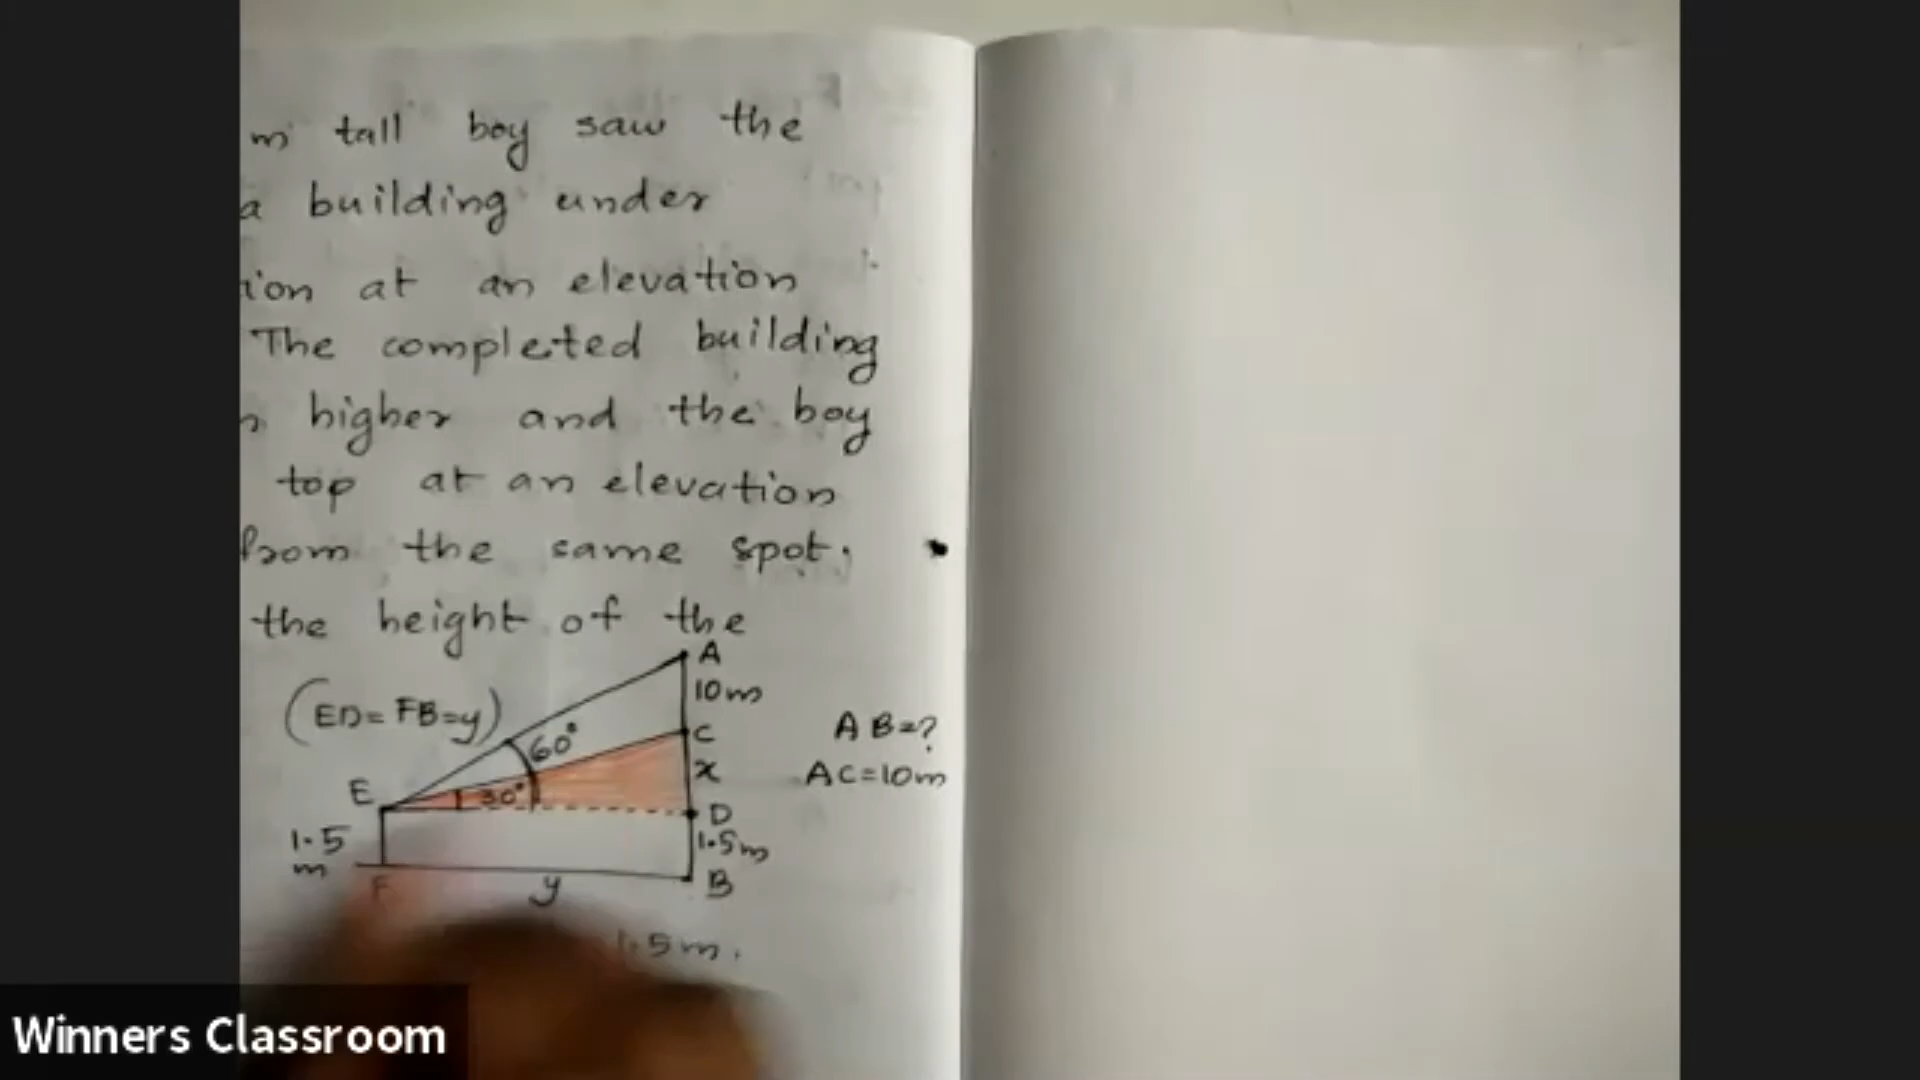 m tall boy saw the
a building under
ion at an elevation
The completed building
higher and the boy
top at an elevation
from the same spot.
the height of the
A
10m
(ED=FB=y)
60°
C
AB=?
x
AC=10m
E
30°
D
1.5
m
1.5m
F
y
B
1.5m.
Winners Classroom